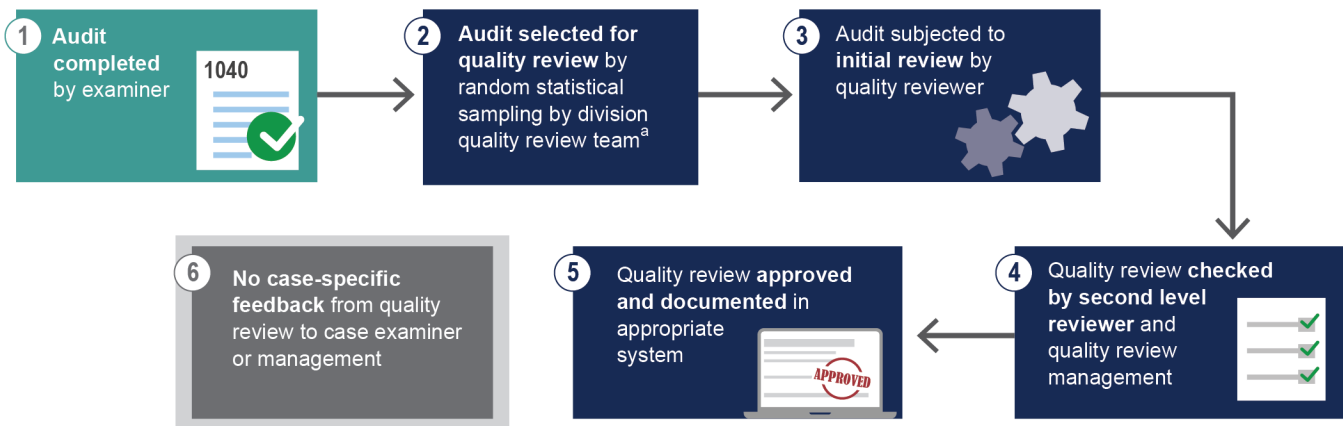 1
Audit
completed
by examiner
1040
2
Audit selected for
quality review by
random statistical
sampling by division
quality review teamᵃ
3
Audit subjected to
initial review by
quality reviewer
4
Quality review checked
by second level
reviewer and
quality review
management
5
Quality review approved
and documented in
appropriate
system
APPROVED
6
No case-specific
feedback from quality
review to case examiner
or management